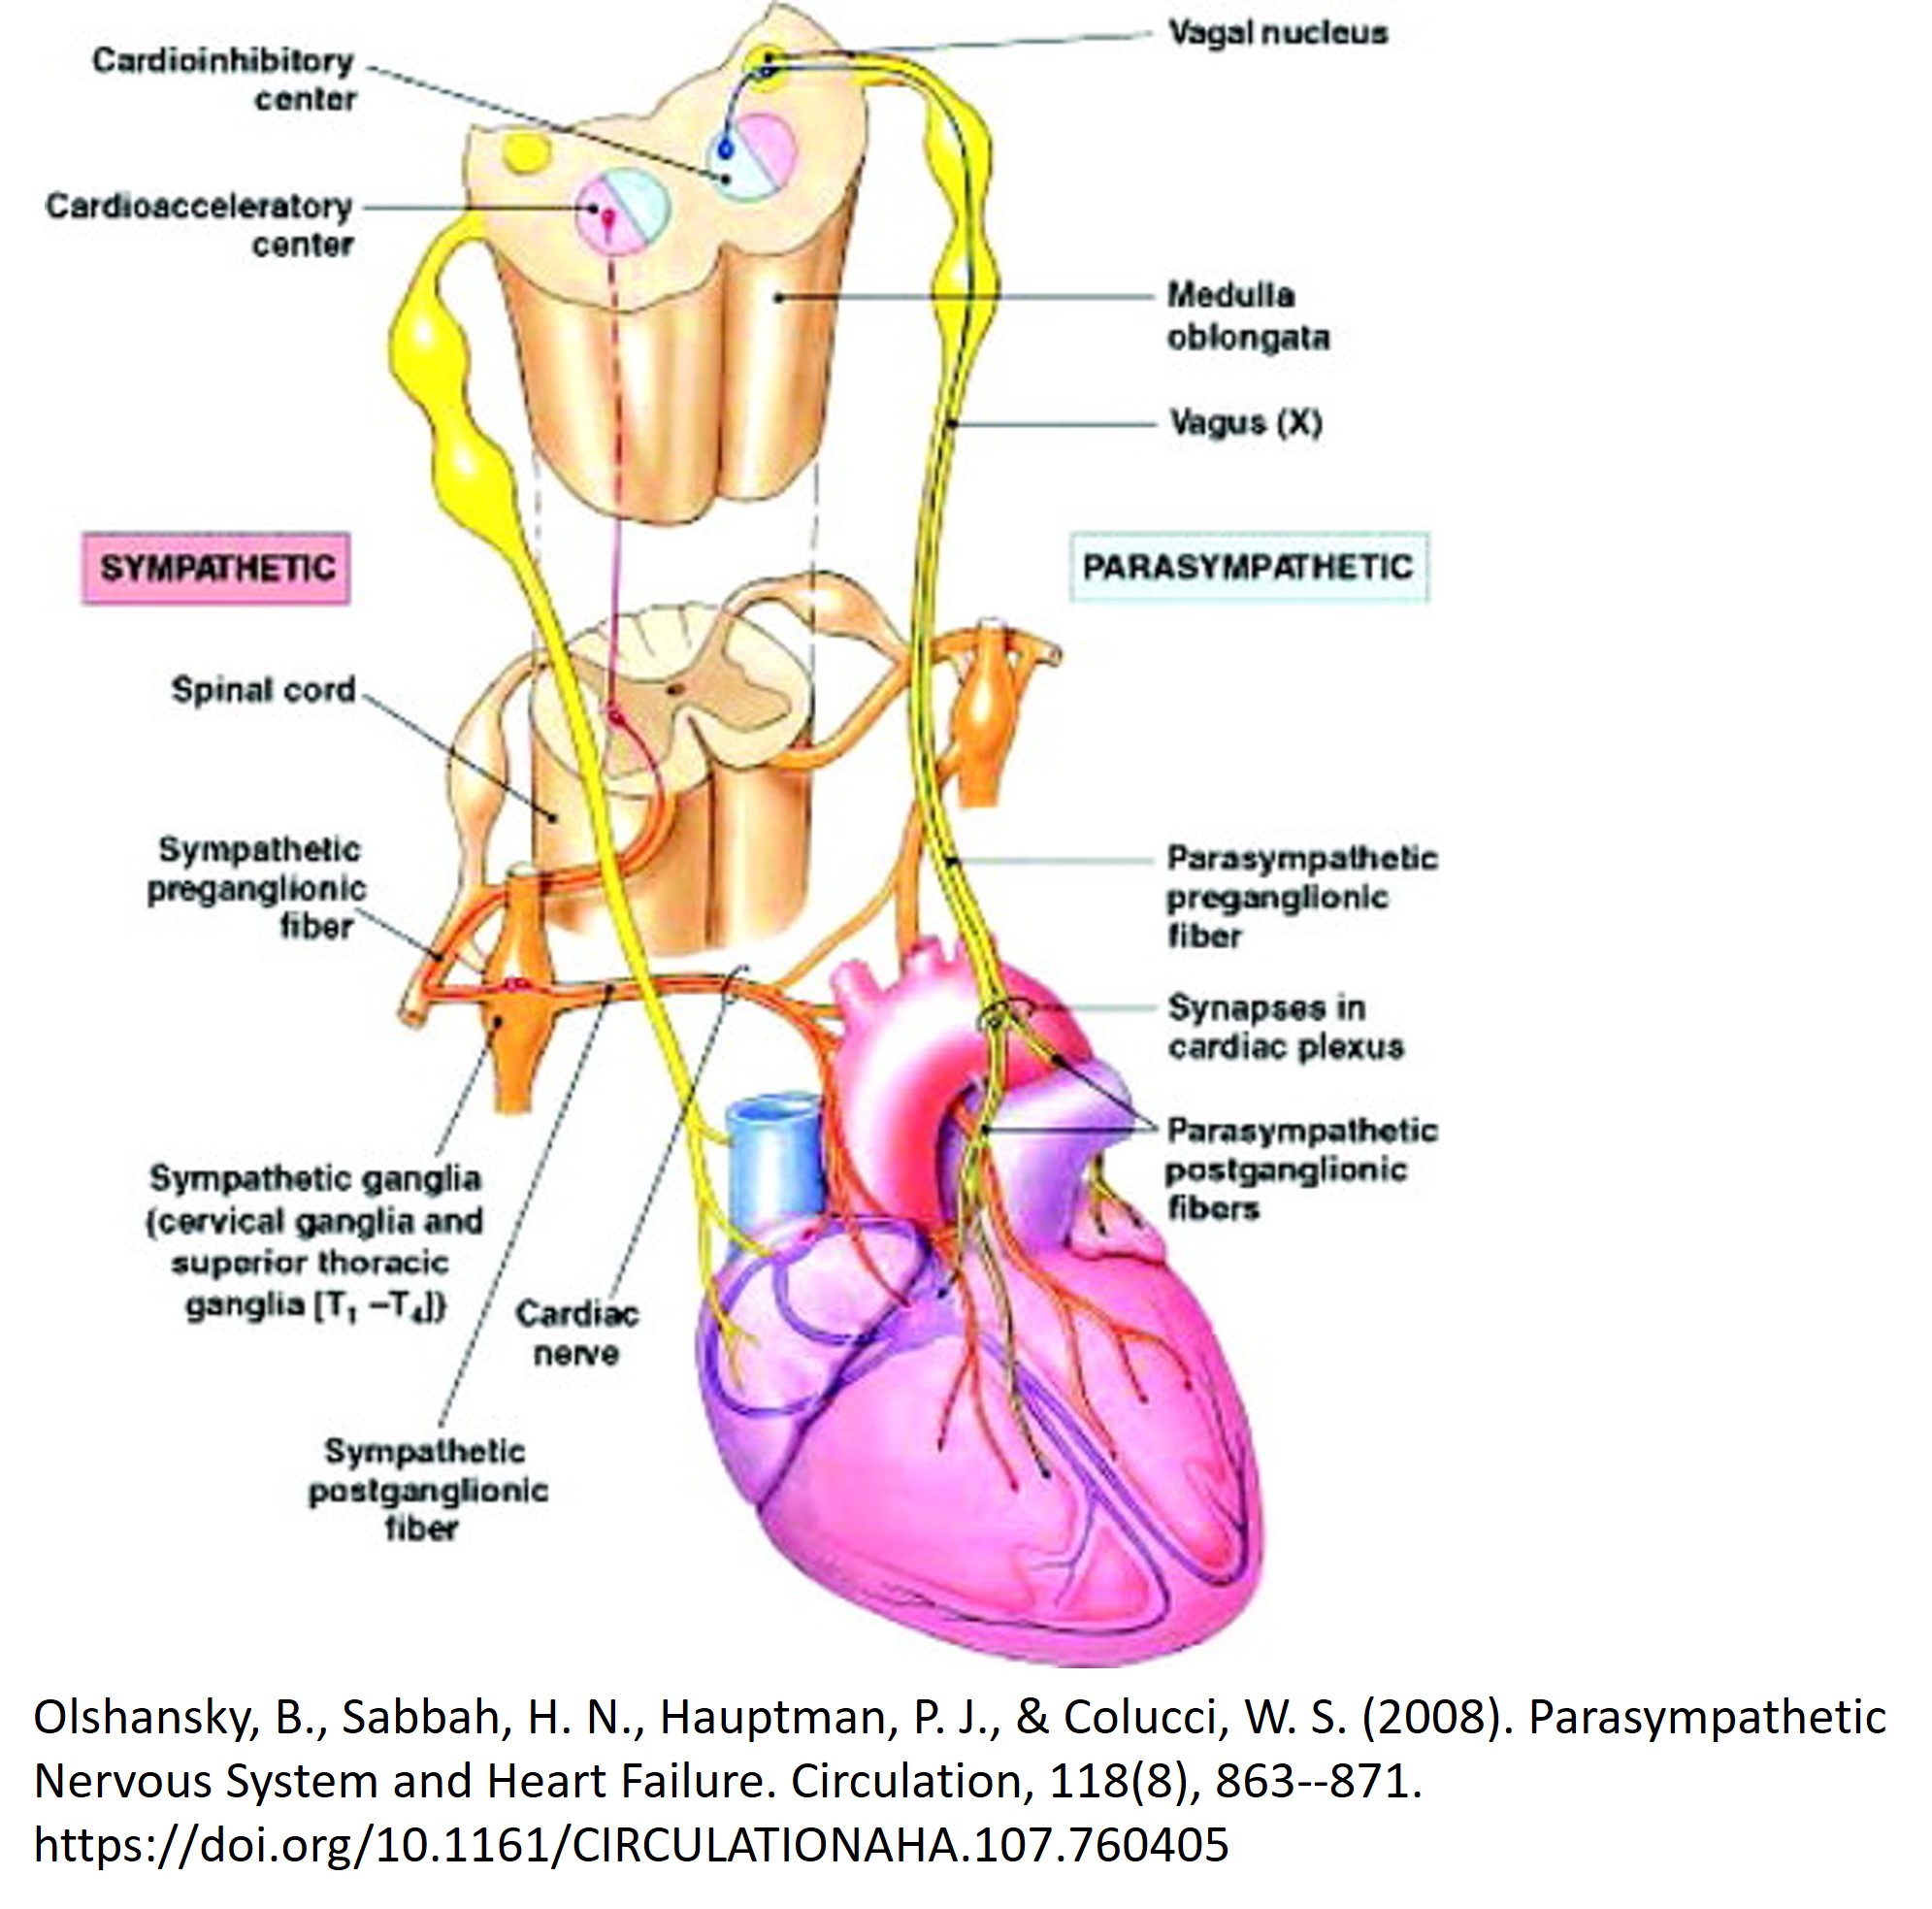 Cardioinhibitory
center
Cardioacceleratory
center
Vagal nucleus
Medulla
oblongata
Vagus (X)
SYMPATHETIC
PARASYMPATHETIC
Spinal cord
Sympathetic
preganglionic
fiber
Parasympathetic
preganglionic
fiber
Synapses in
cardiac plexus
Parasympathetic
postganglionic
fibers
Sympathetic ganglia
(cervical ganglia and
superior thoracic
ganglia [T₁ –T₄])
Cardiac
nerve
Sympathetic
postganglionic
fiber
Olshansky, B., Sabbah, H. N., Hauptman, P. J., & Colucci, W. S. (2008). Parasympathetic
Nervous System and Heart Failure. Circulation, 118(8), 863--871.
https://doi.org/10.1161/CIRCULATIONAHA.107.760405